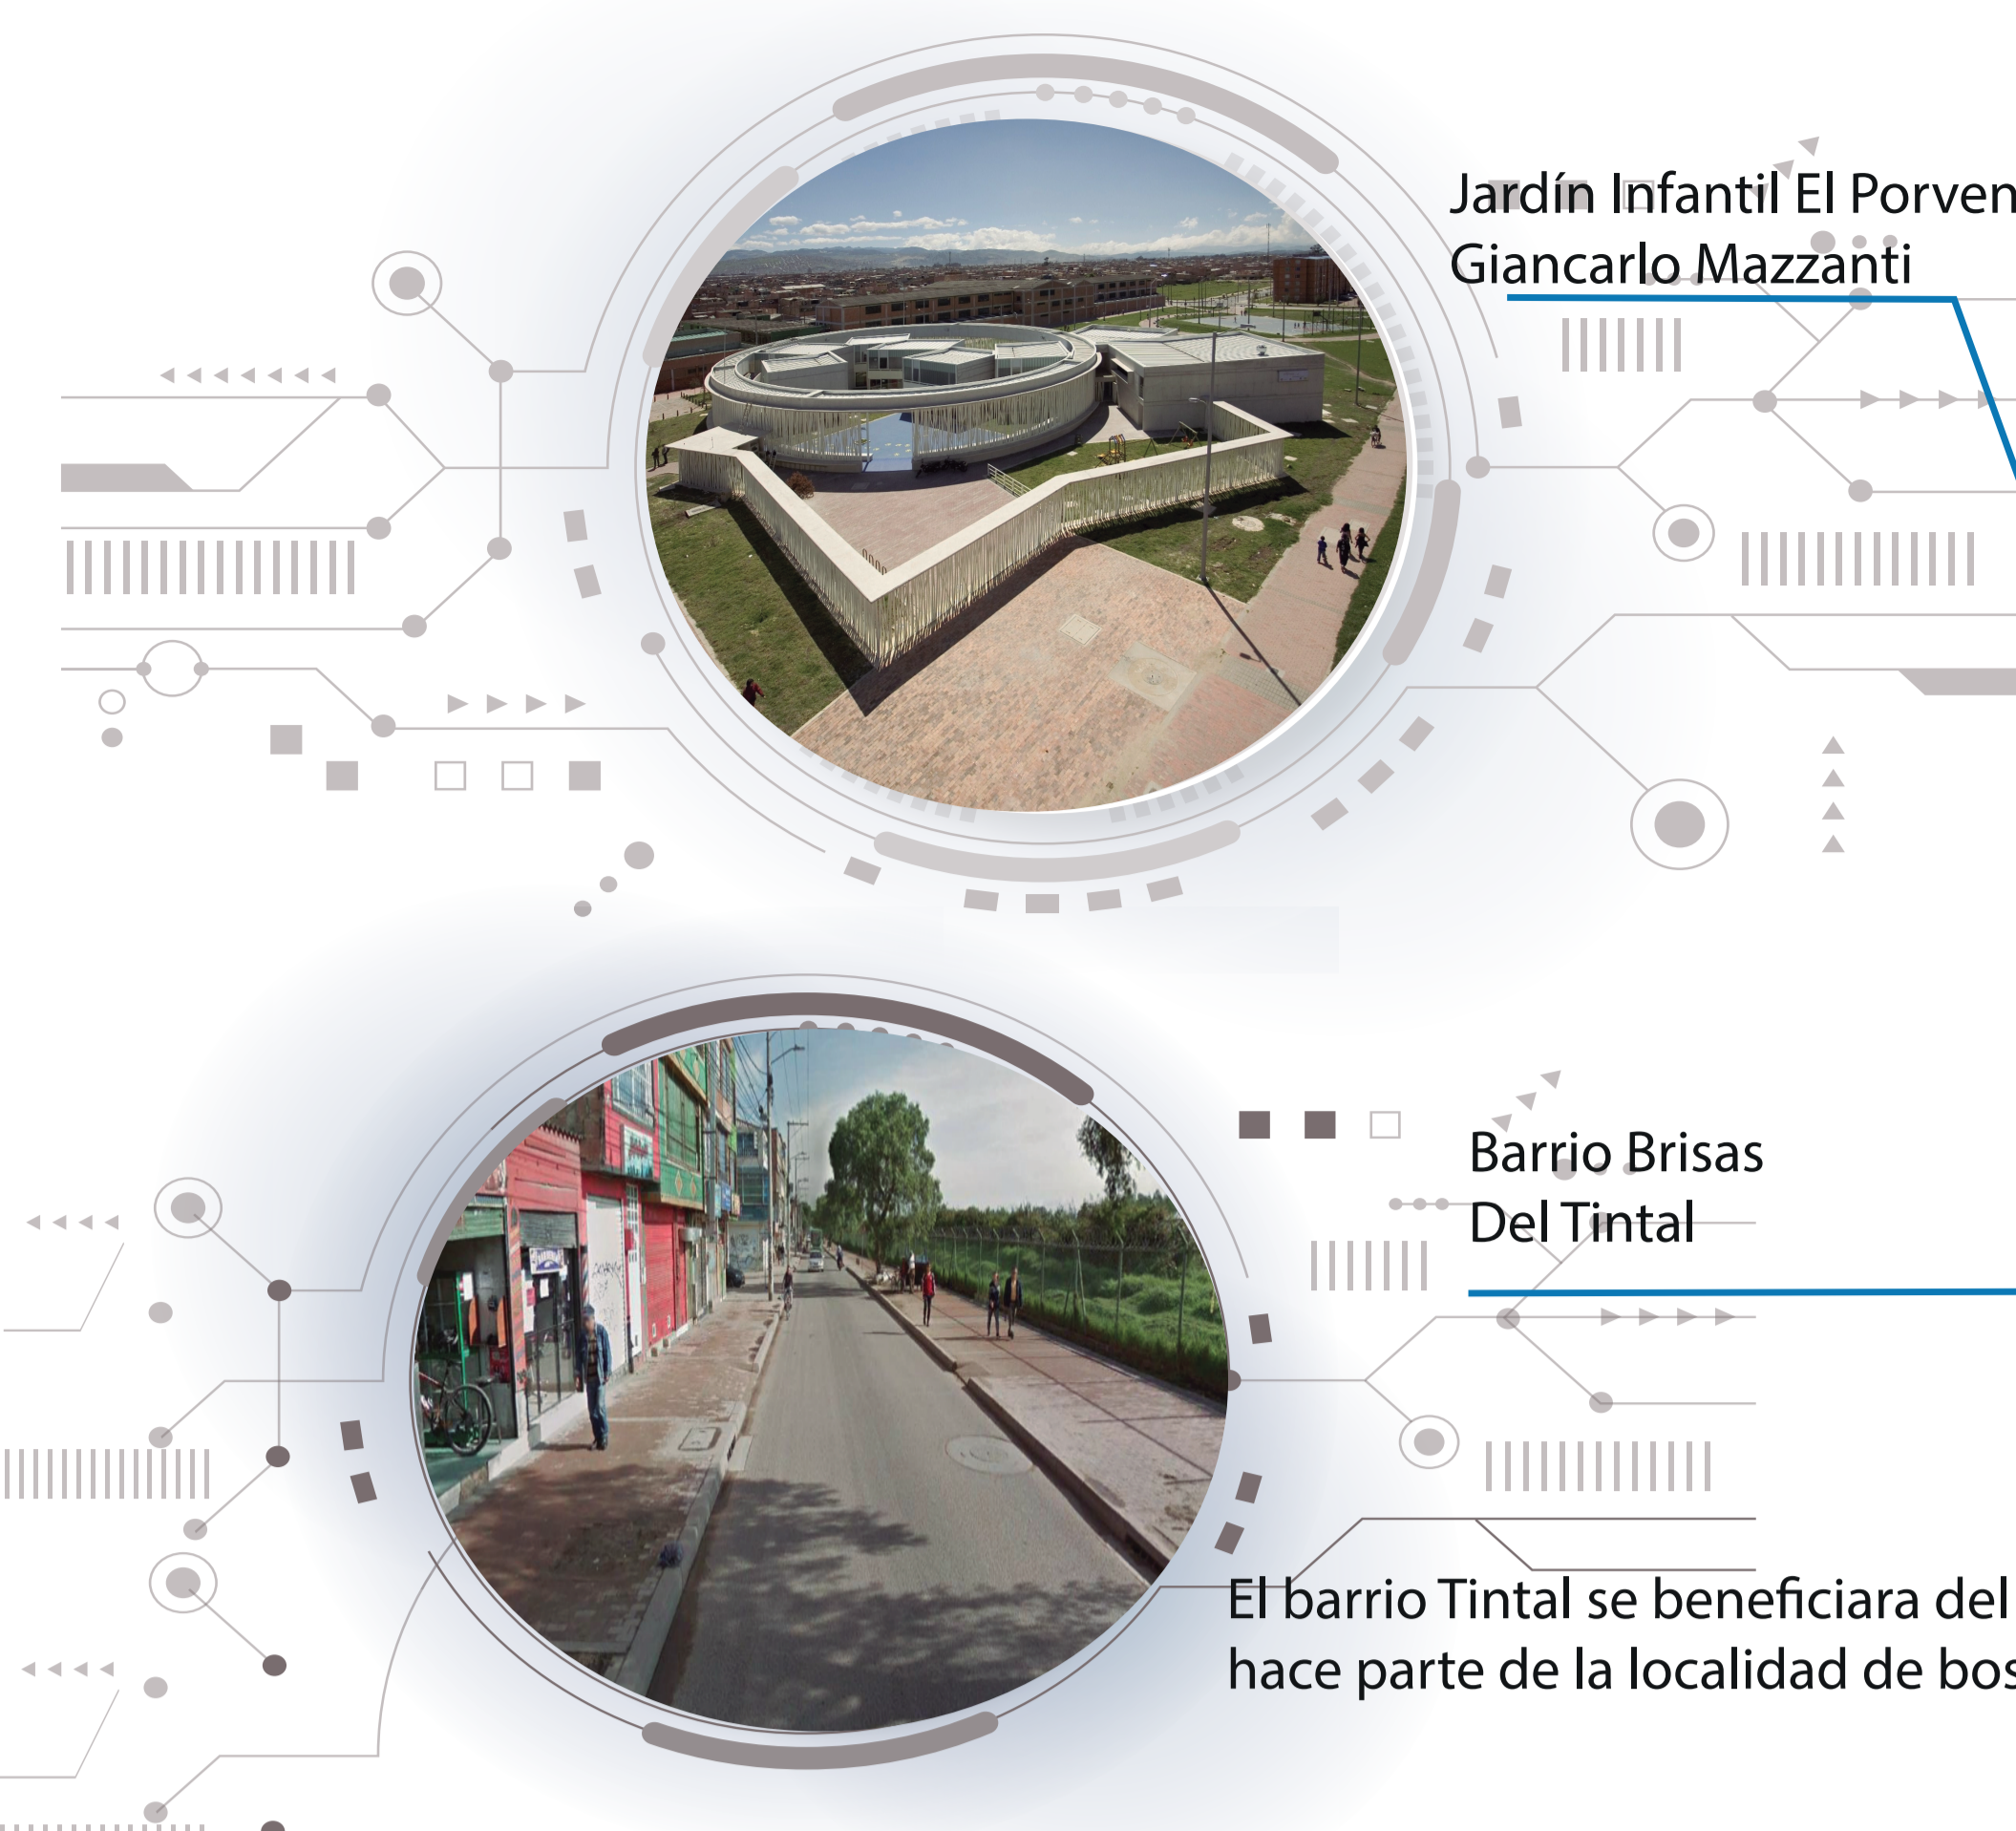 Jardín Infantil El Porven
Giancarlo Mazzanti
Barrio Brisas
Del Tintal
El barrio Tintal se beneficiara del
hace parte de la localidad de bos